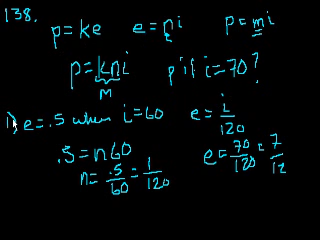 138. p = ke e = ni p = mi
p = kni p if i = 70?
M
1) e = .5 when i = 60 e = i/120
.5 = n60 e = 70/120 = 7/12
n = .5/60 = 1/120